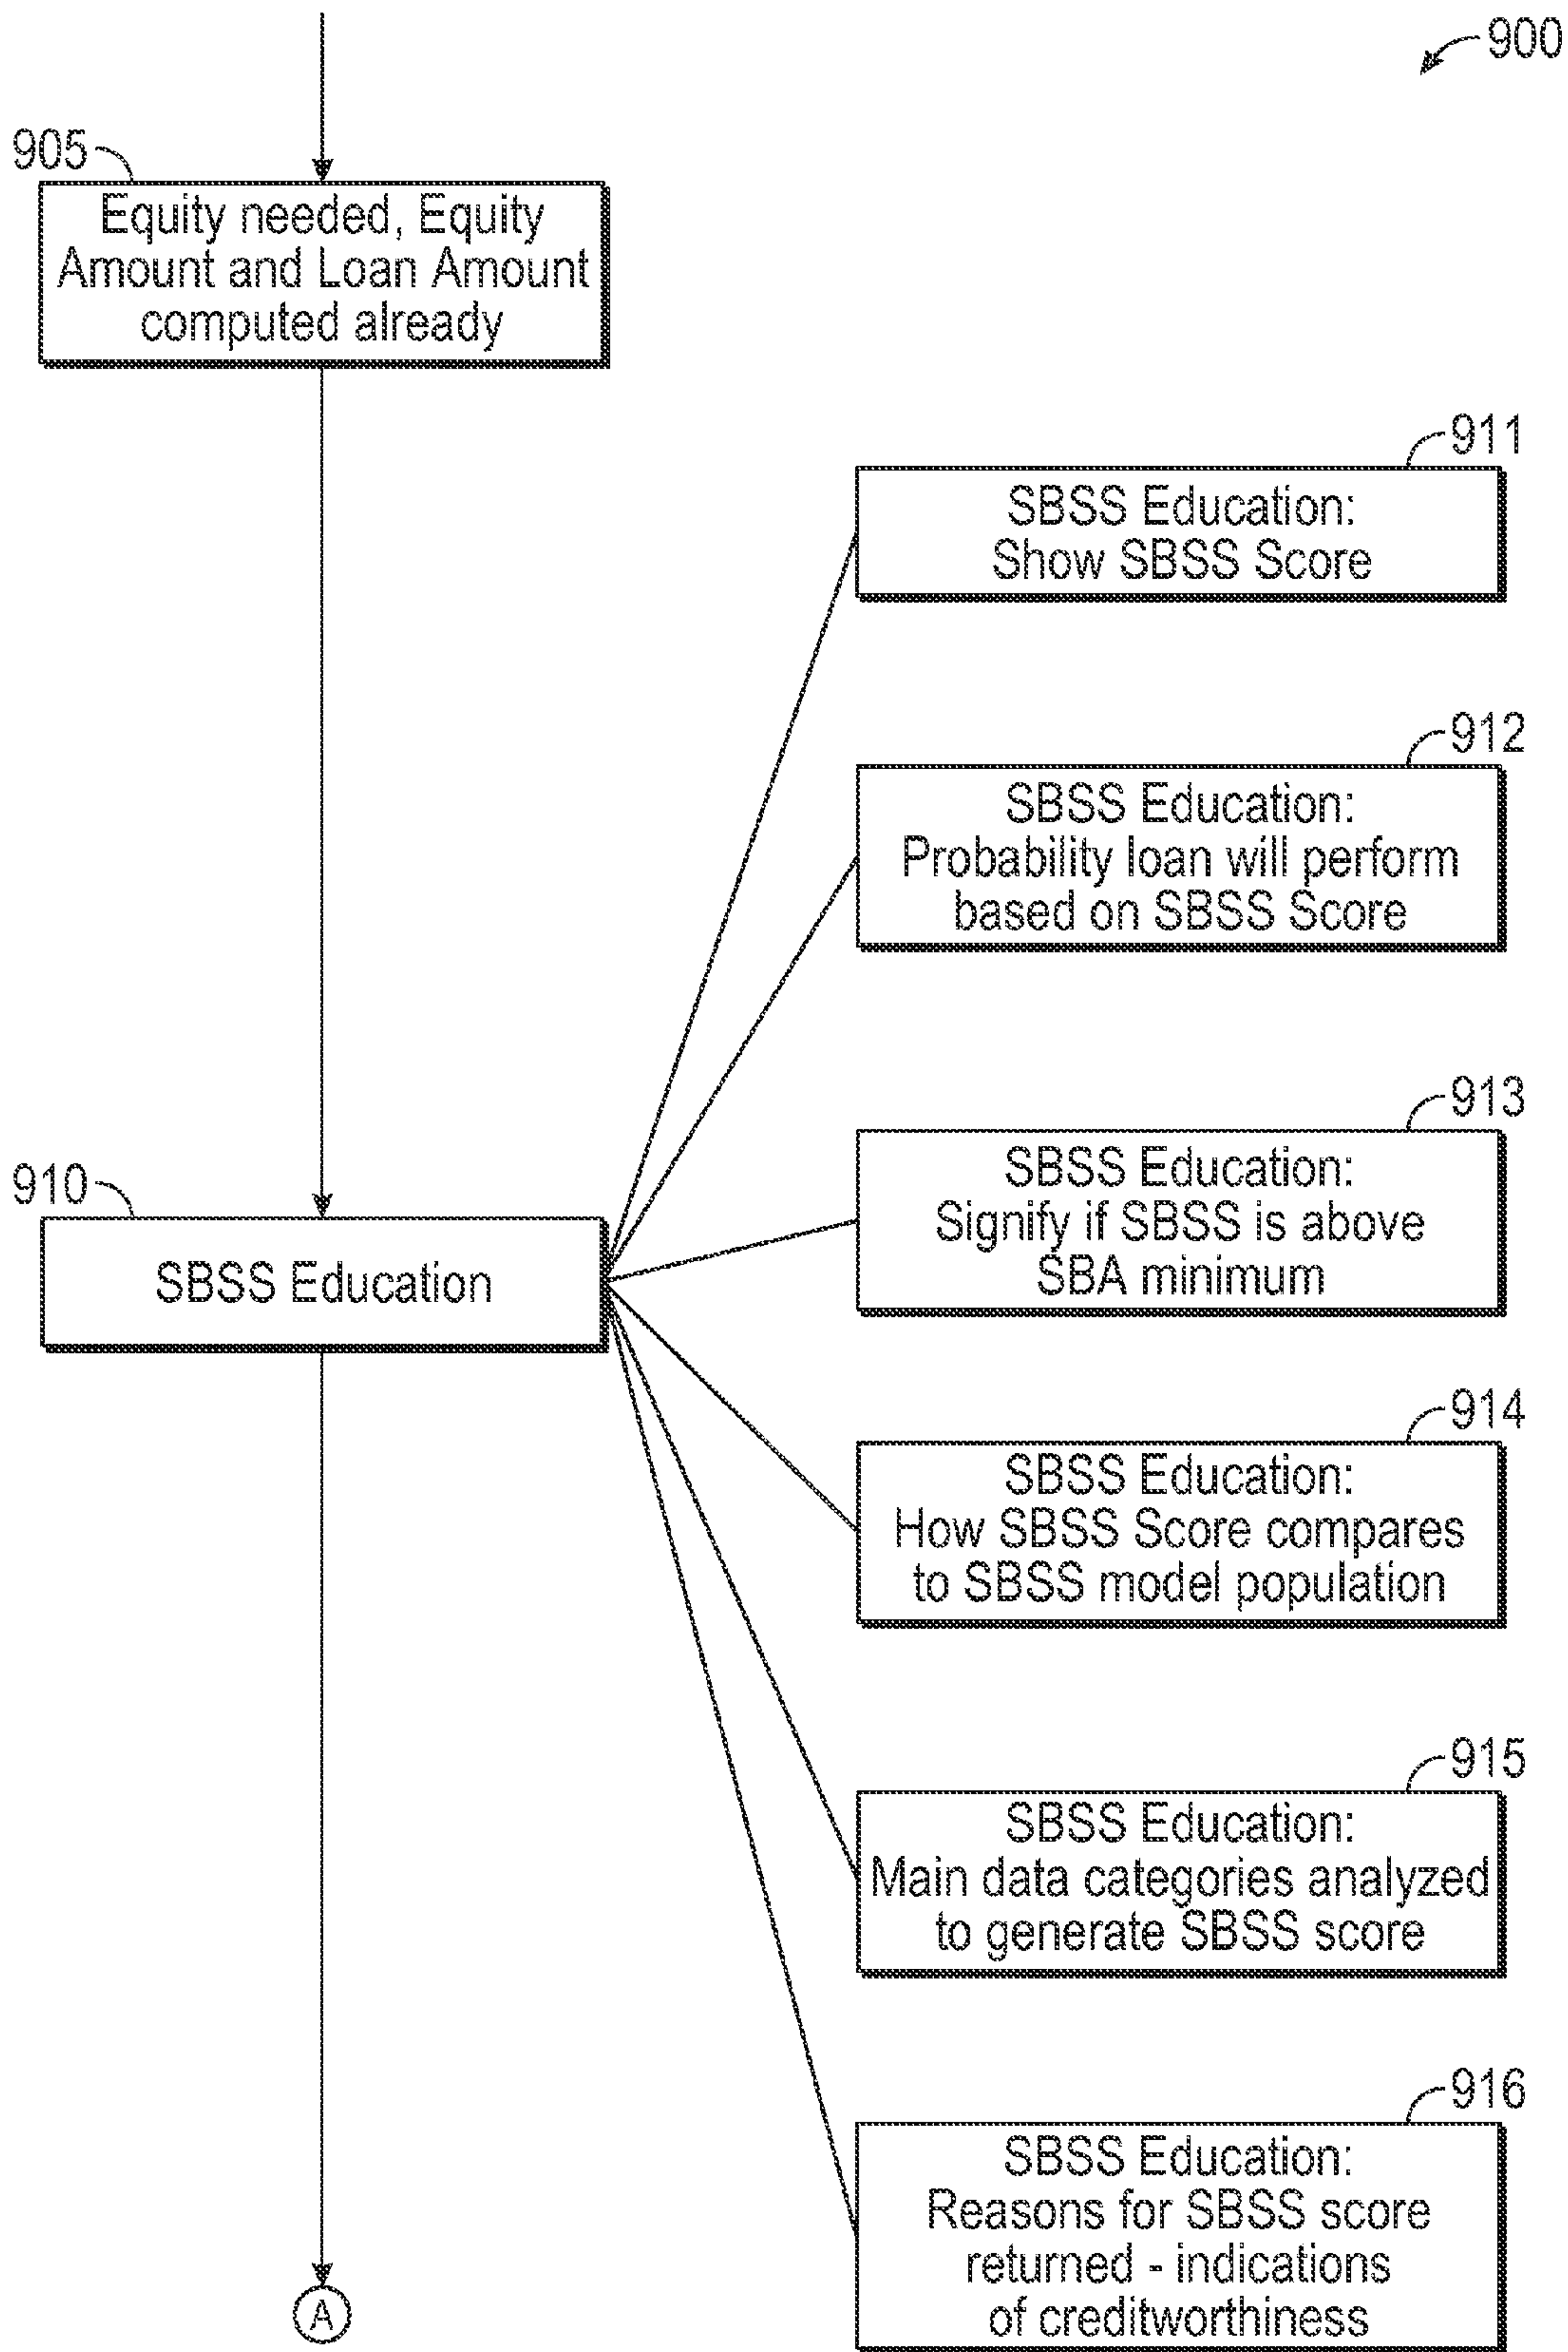 900
905
Equity needed, Equity
Amount and Loan Amount
computed already
911
SBSS Education:
Show SBSS Score
912
SBSS Education:
Probability loan will perform
based on SBSS Score
913
SBSS Education:
Signify if SBSS is above
SBA minimum
910
SBSS Education
914
SBSS Education:
How SBSS Score compares
to SBSS model population
915
SBSS Education:
Main data categories analyzed
to generate SBSS score
916
SBSS Education:
Reasons for SBSS score
returned - indications
of creditworthiness
A